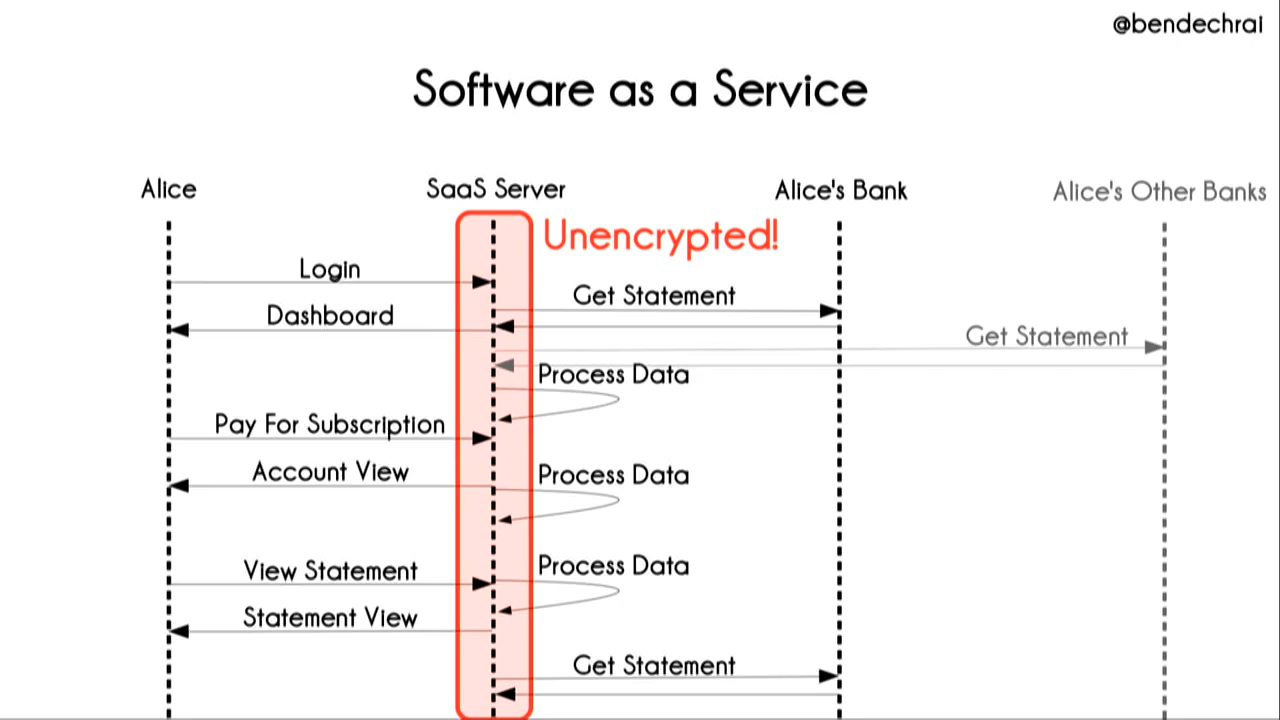 @bendechrai
Software as a Service
Alice
SaaS Server
Alice's Bank
Alice's Other Banks
Unencrypted!
Login
Get Statement
Dashboard
Get Statement
Process Data
Pay For Subscription
Account View
Process Data
View Statement
Process Data
Statement View
Get Statement